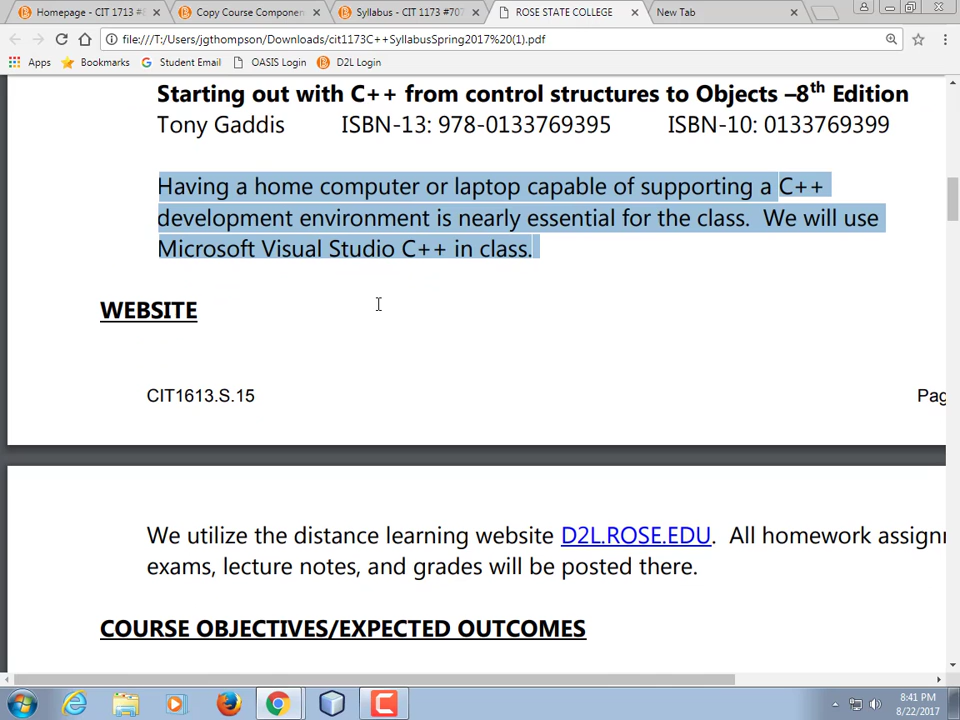 Homepage - CIT 1713 #
Copy Course Componen
Syllabus - CIT 1173 #707
ROSE STATE COLLEGE
New Tab
file:///T:/Users/jgthompson/Downloads/cit1173C++SyllabusSpring2017%20(1).pdf
Apps Bookmarks Student Email OASIS Login D2L Login
Starting out with C++ from control structures to Objects –8th Edition
Tony Gaddis ISBN-13: 978-0133769395 ISBN-10: 0133769399
Having a home computer or laptop capable of supporting a C++
development environment is nearly essential for the class. We will use
Microsoft Visual Studio C++ in class.
WEBSITE
CIT1613.S.15 Pag
We utilize the distance learning website D2L.ROSE.EDU. All homework assignm
exams, lecture notes, and grades will be posted there.
COURSE OBJECTIVES/EXPECTED OUTCOMES
8:41 PM
8/22/2017